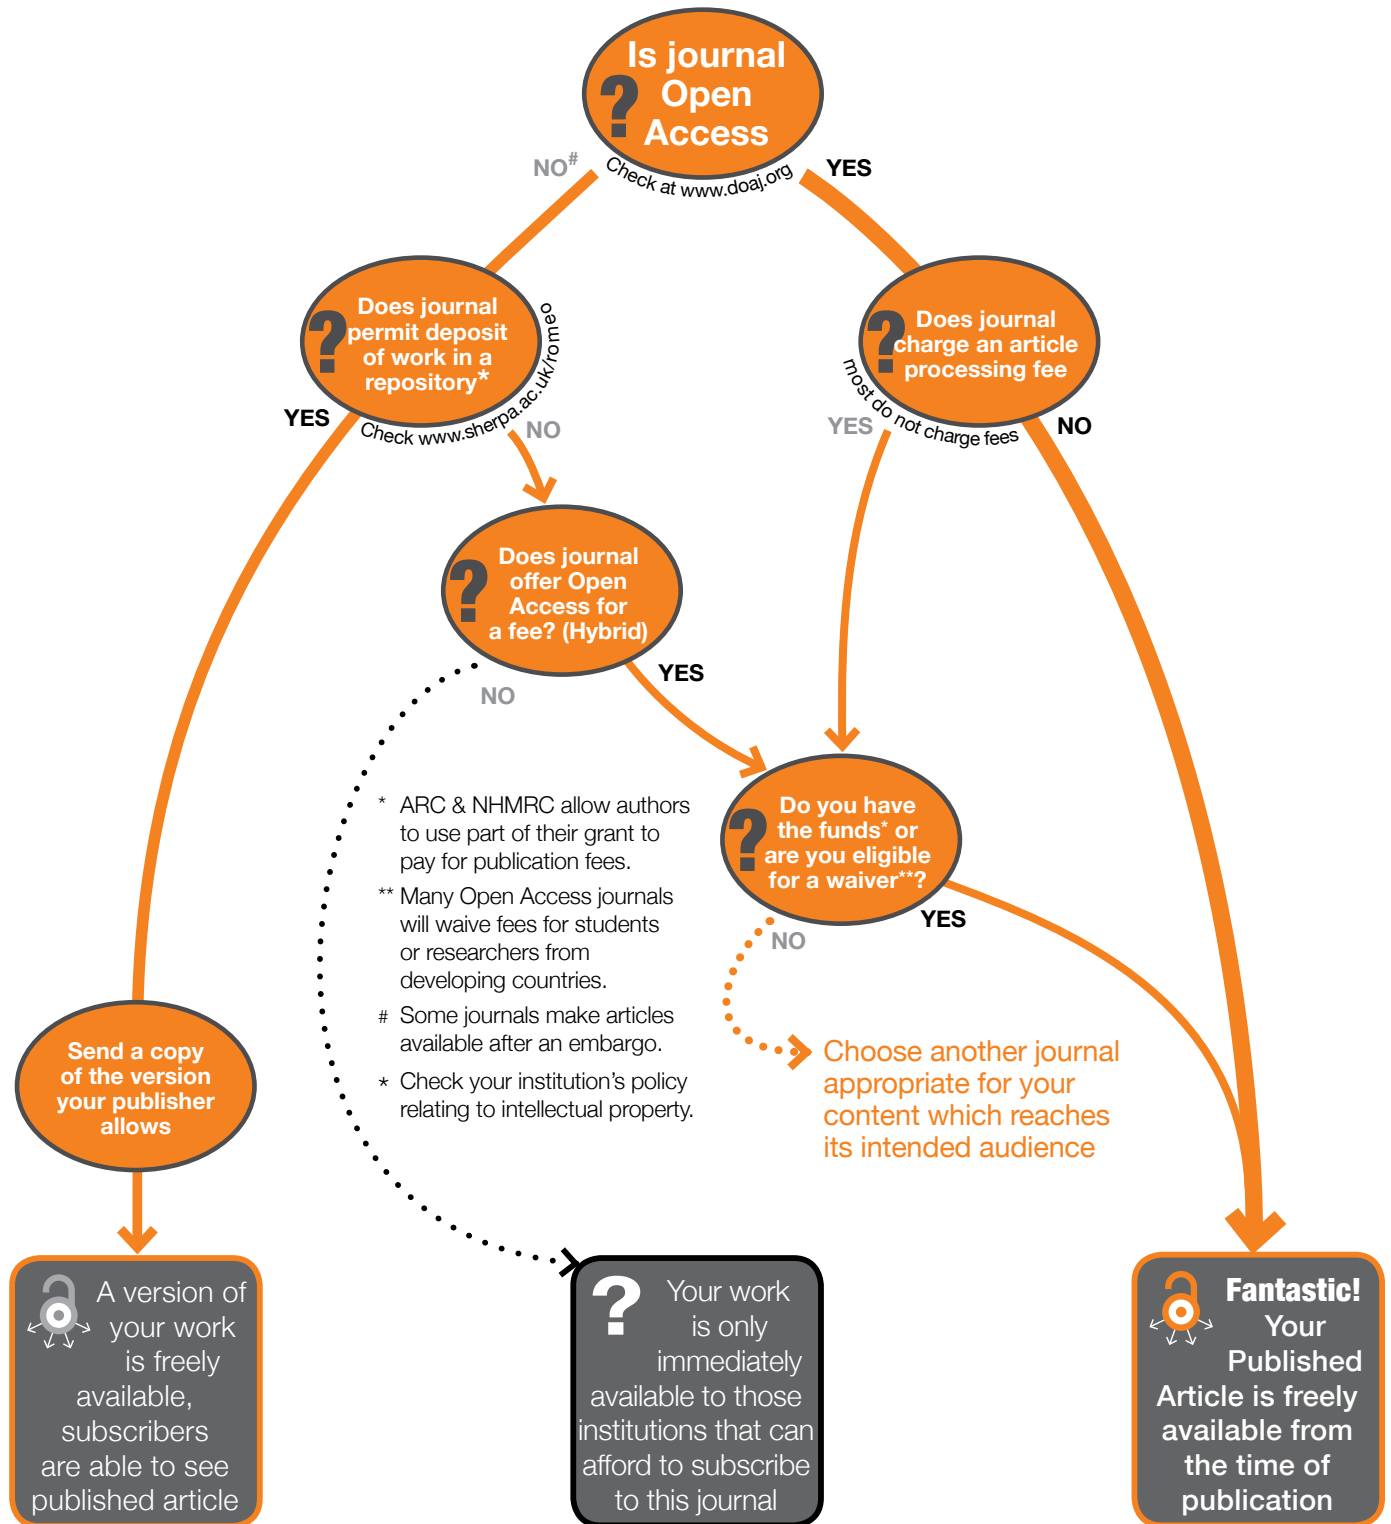 Is journal
Open
Access
?
Check at www.doaj.org
NO#
YES
Does journal
permit deposit
of work in a
repository*
?
Check www.sherpa.ac.uk/romeo
YES
NO
Does journal
charge an article
processing fee
?
most do not charge fees
YES
NO
Does journal
offer Open
Access for
a fee? (Hybrid)
?
NO
YES
Do you have
the funds* or
are you eligible
for a waiver**?
?
NO
YES
* ARC & NHMRC allow authors
to use part of their grant to
pay for publication fees.
** Many Open Access journals
will waive fees for students
or researchers from
developing countries.
# Some journals make articles
available after an embargo.
* Check your institution's policy
relating to intellectual property.
Choose another journal
appropriate for your
content which reaches
its intended audience
Send a copy
of the version
your publisher
allows
A version of
your work
is freely
available,
subscribers
are able to see
published article
?
Your work
is only
immediately
available to those
institutions that can
afford to subscribe
to this journal
Fantastic!
Your
Published
Article is freely
available from
the time of
publication